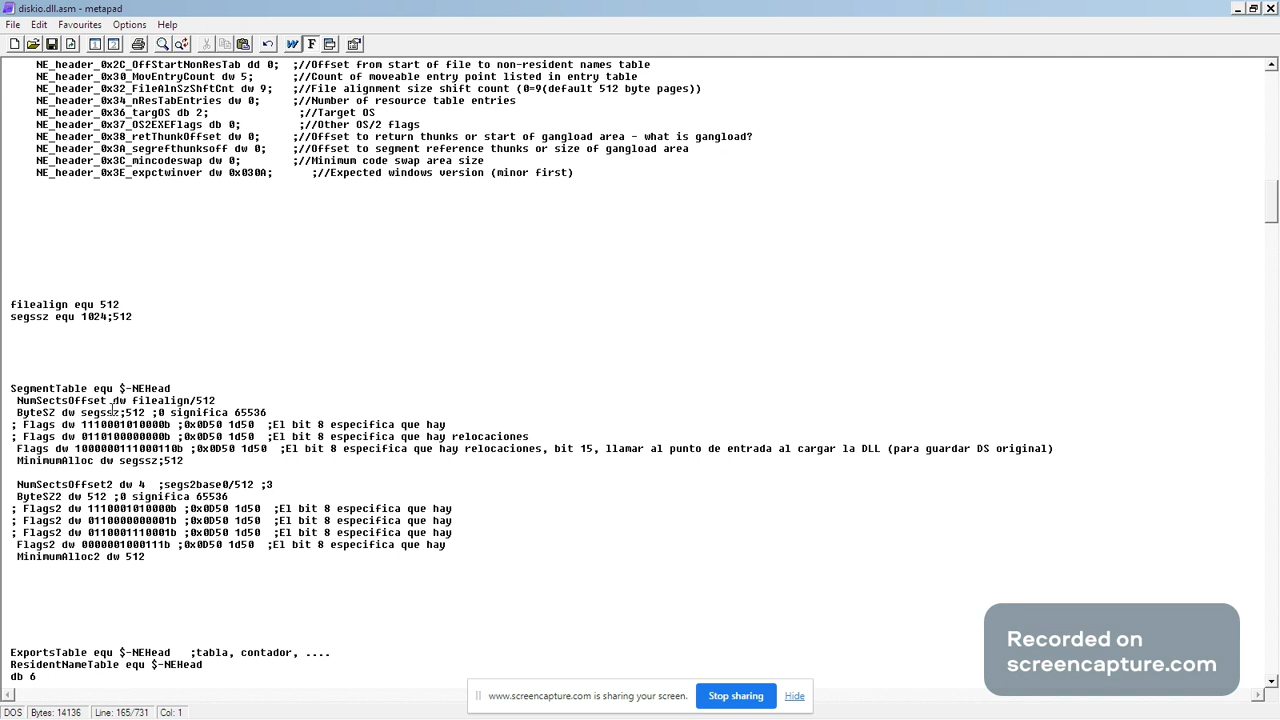 diskio.dll.asm - metapad
File Edit Favourites Options Help
NE_header_0x2C_OffStartNonResTab dd 0; ;//Offset from start of file to non-resident names table
NE_header_0x30_MovEntryCount dw 5; ;//Count of moveable entry point listed in entry table
NE_header_0x32_FileAlnSzShftCnt dw 9; ;//File alignment size shift count (0=9(default 512 byte pages))
NE_header_0x34_nResTabEntries dw 0; ;//Number of resource table entries
NE_header_0x36_targOS db 2; ;//Target OS
NE_header_0x37_OS2EXEFlags db 0; ;//Other OS/2 flags
NE_header_0x38_retThunkOffset dw 0; ;//Offset to return thunks or start of gangload area - what is gangload?
NE_header_0x3A_segrefthunksoff dw 0; ;//Offset to segment reference thunks or size of gangload area
NE_header_0x3C_mincodeswap dw 0; ;//Minimum code swap area size
NE_header_0x3E_expctwinver dw 0x030A; ;//Expected windows version (minor first)
filealign equ 512
segssz equ 1024;512
SegmentTable equ $-NEHead
NumSectsOffset dw filealign/512
ByteSZ dw segssz;512 ;0 significa 65536
; Flags dw 1110001010000b ;0x0D50 1d50 ;El bit 8 especifica que hay
; Flags dw 0110100000000b ;0x0D50 1d50 ;El bit 8 especifica que hay relocaciones
Flags dw 1000000111000110b ;0x0D50 1d50 ;El bit 8 especifica que hay relocaciones, bit 15, llamar al punto de entrada al cargar la DLL (para guardar DS original)
MinimumAlloc dw segssz;512
NumSectsOffset2 dw 4 ;segs2base0/512 ;3
ByteSZ2 dw 512 ;0 significa 65536
; Flags2 dw 1110001010000b ;0x0D50 1d50 ;El bit 8 especifica que hay
; Flags2 dw 0110000000001b ;0x0D50 1d50 ;El bit 8 especifica que hay
; Flags2 dw 0110001110001b ;0x0D50 1d50 ;El bit 8 especifica que hay
Flags2 dw 0000001000111b ;0x0D50 1d50 ;El bit 8 especifica que hay
MinimumAlloc2 dw 512
ExportsTable equ $-NEHead ;tabla, contador, ....
ResidentNameTable equ $-NEHead
db 6
Recorded on
screencapture.com
www.screencapture.com is sharing your screen. Stop sharing Hide
DOS Bytes: 14136 Line: 165/731 Col: 1